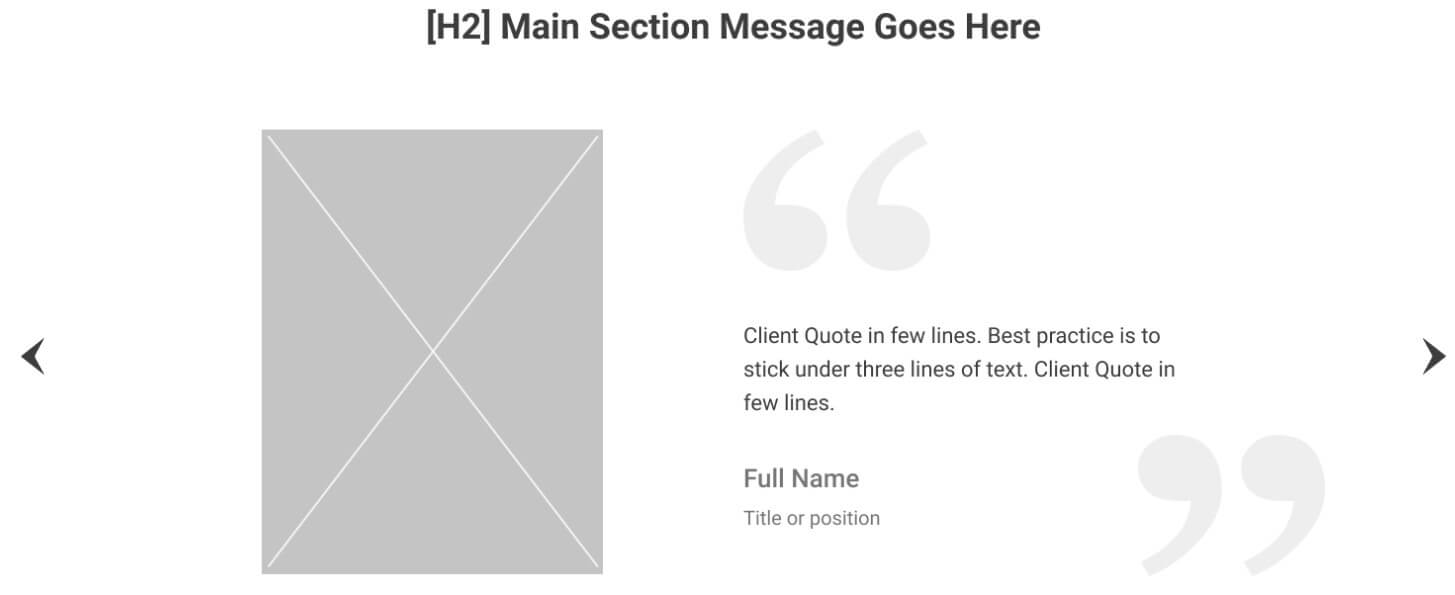 [H2] Main Section Message Goes Here
“
Client Quote in few lines. Best practice is to
stick under three lines of text. Client Quote in
few lines.
”
Full Name
Title or position